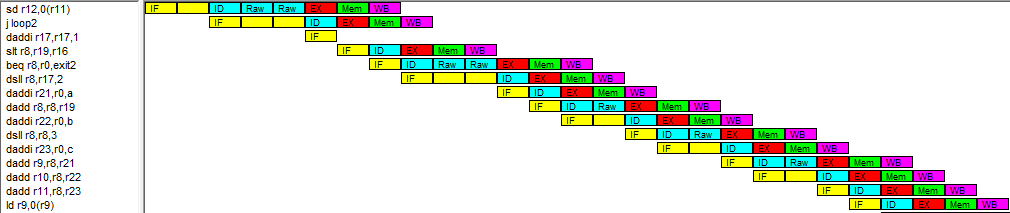 sd r12,0(r11) IF ID Raw Raw EX Mem WB
j loop2 IF ID EX Mem WB
daddi r17,r17,1 IF
slt r8,r19,r16 IF ID EX Mem WB
beq r8,r0,exit2 IF ID Raw Raw EX Mem WB
dsll r8,r17,2 IF ID EX Mem WB
daddi r21,r0,a IF ID EX Mem WB
dadd r8,r8,r19 IF ID Raw EX Mem WB
daddi r22,r0,b IF ID EX Mem WB
dsll r8,r8,3 IF ID Raw EX Mem WB
daddi r23,r0,c IF ID EX Mem WB
dadd r9,r8,r21 IF ID Raw EX Mem WB
dadd r10,r8,r22 IF ID EX Mem WB
dadd r11,r8,r23 IF ID EX Mem WB
ld r9,0(r9) IF ID EX Mem WB